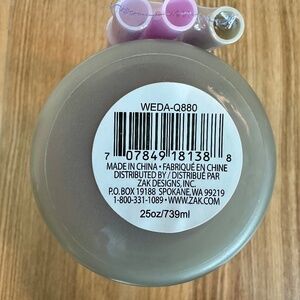 WEDA-Q880
7 07849 18138 8
MADE IN CHINA • FABRIQUÉ EN CHINE
DISTRIBUTED BY / DISTRIBUÉ PAR
ZAK DESIGNS, INC.
P.O. BOX 19188 SPOKANE, WA 99219
1-800-331-1089 • WWW.ZAK.COM
25oz/739ml